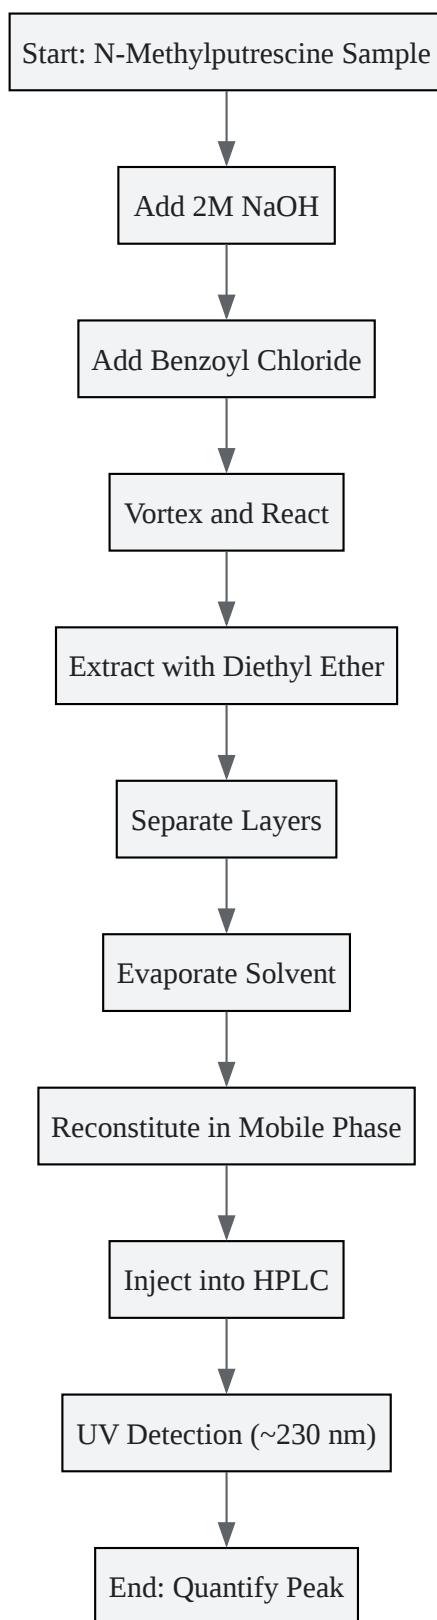 Start: N-Methylputrescine Sample
Add 2M NaOH
Add Benzoyl Chloride
Vortex and React
Extract with Diethyl Ether
Separate Layers
Evaporate Solvent
Reconstitute in Mobile Phase
Inject into HPLC
UV Detection (~230 nm)
End: Quantify Peak